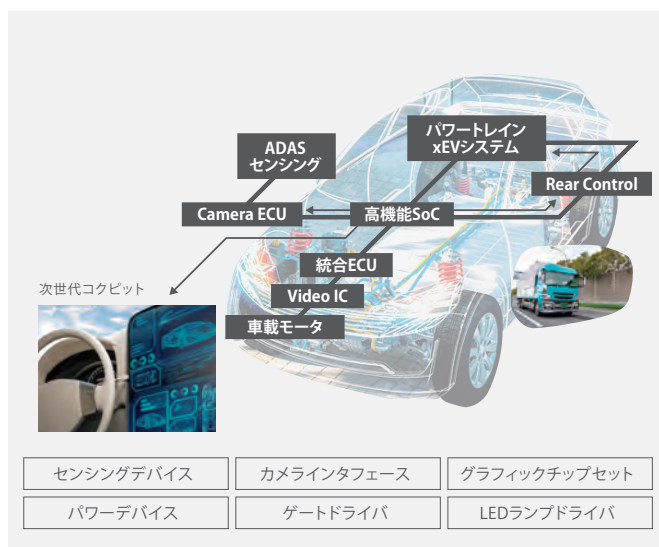 パワートレイン
xEVシステム
ADAS
センシング
Rear Control
Camera ECU
高機能SoC
統合ECU
Video IC
車載モータ
次世代コクピット
センシングデバイス
カメラインタフェース
グラフィックチップセット
パワーデバイス
ゲートドライバ
LEDランプドライバ